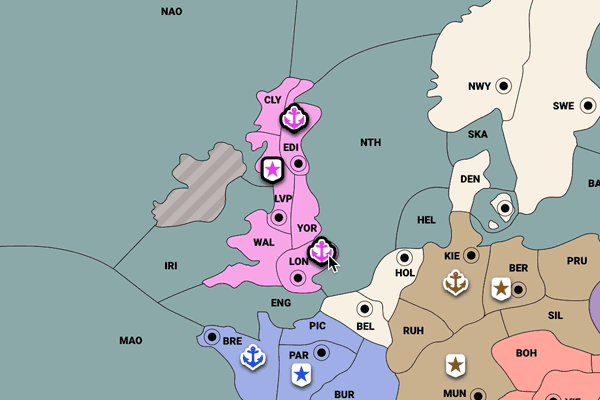 NAO
CLY
NWY
SWE
SKA
NTH
EDI
DEN
LVP
HEL
YOR
WAL
LON
IRI
KIE
BER
PRU
HOL
ENG
SIL
MAO
BRE
PIC
BEL
RUH
BOH
PAR
MUN
BUR